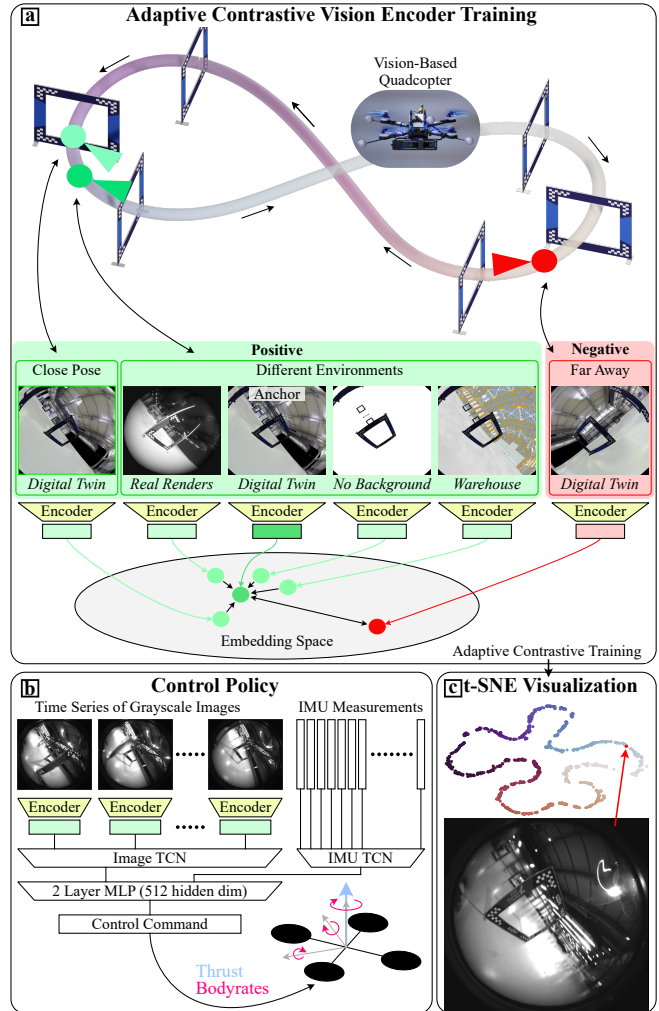 a Adaptive Contrastive Vision Encoder Training
Vision-Based
Quadcopter
Positive
Negative
Close Pose
Different Environments
Far Away
Anchor
Digital Twin
Real Renders
Digital Twin
No Background
Warehouse
Digital Twin
Encoder
Encoder
Encoder
Encoder
Encoder
Encoder
Embedding Space
Adaptive Contrastive Training
b Control Policy
Time Series of Grayscale Images
IMU Measurements
Encoder
Encoder
Encoder
Image TCN
IMU TCN
2 Layer MLP (512 hidden dim)
Control Command
Thrust
Bodyrates
c t-SNE Visualization